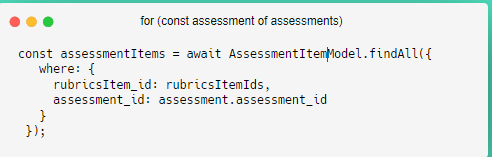 for (const assessment of assessments)
const assessmentItems = await AssessmentItemModel.findAll({
where: {
rubricsItem_id: rubricsItemIds,
assessment_id: assessment.assessment_id
}
});